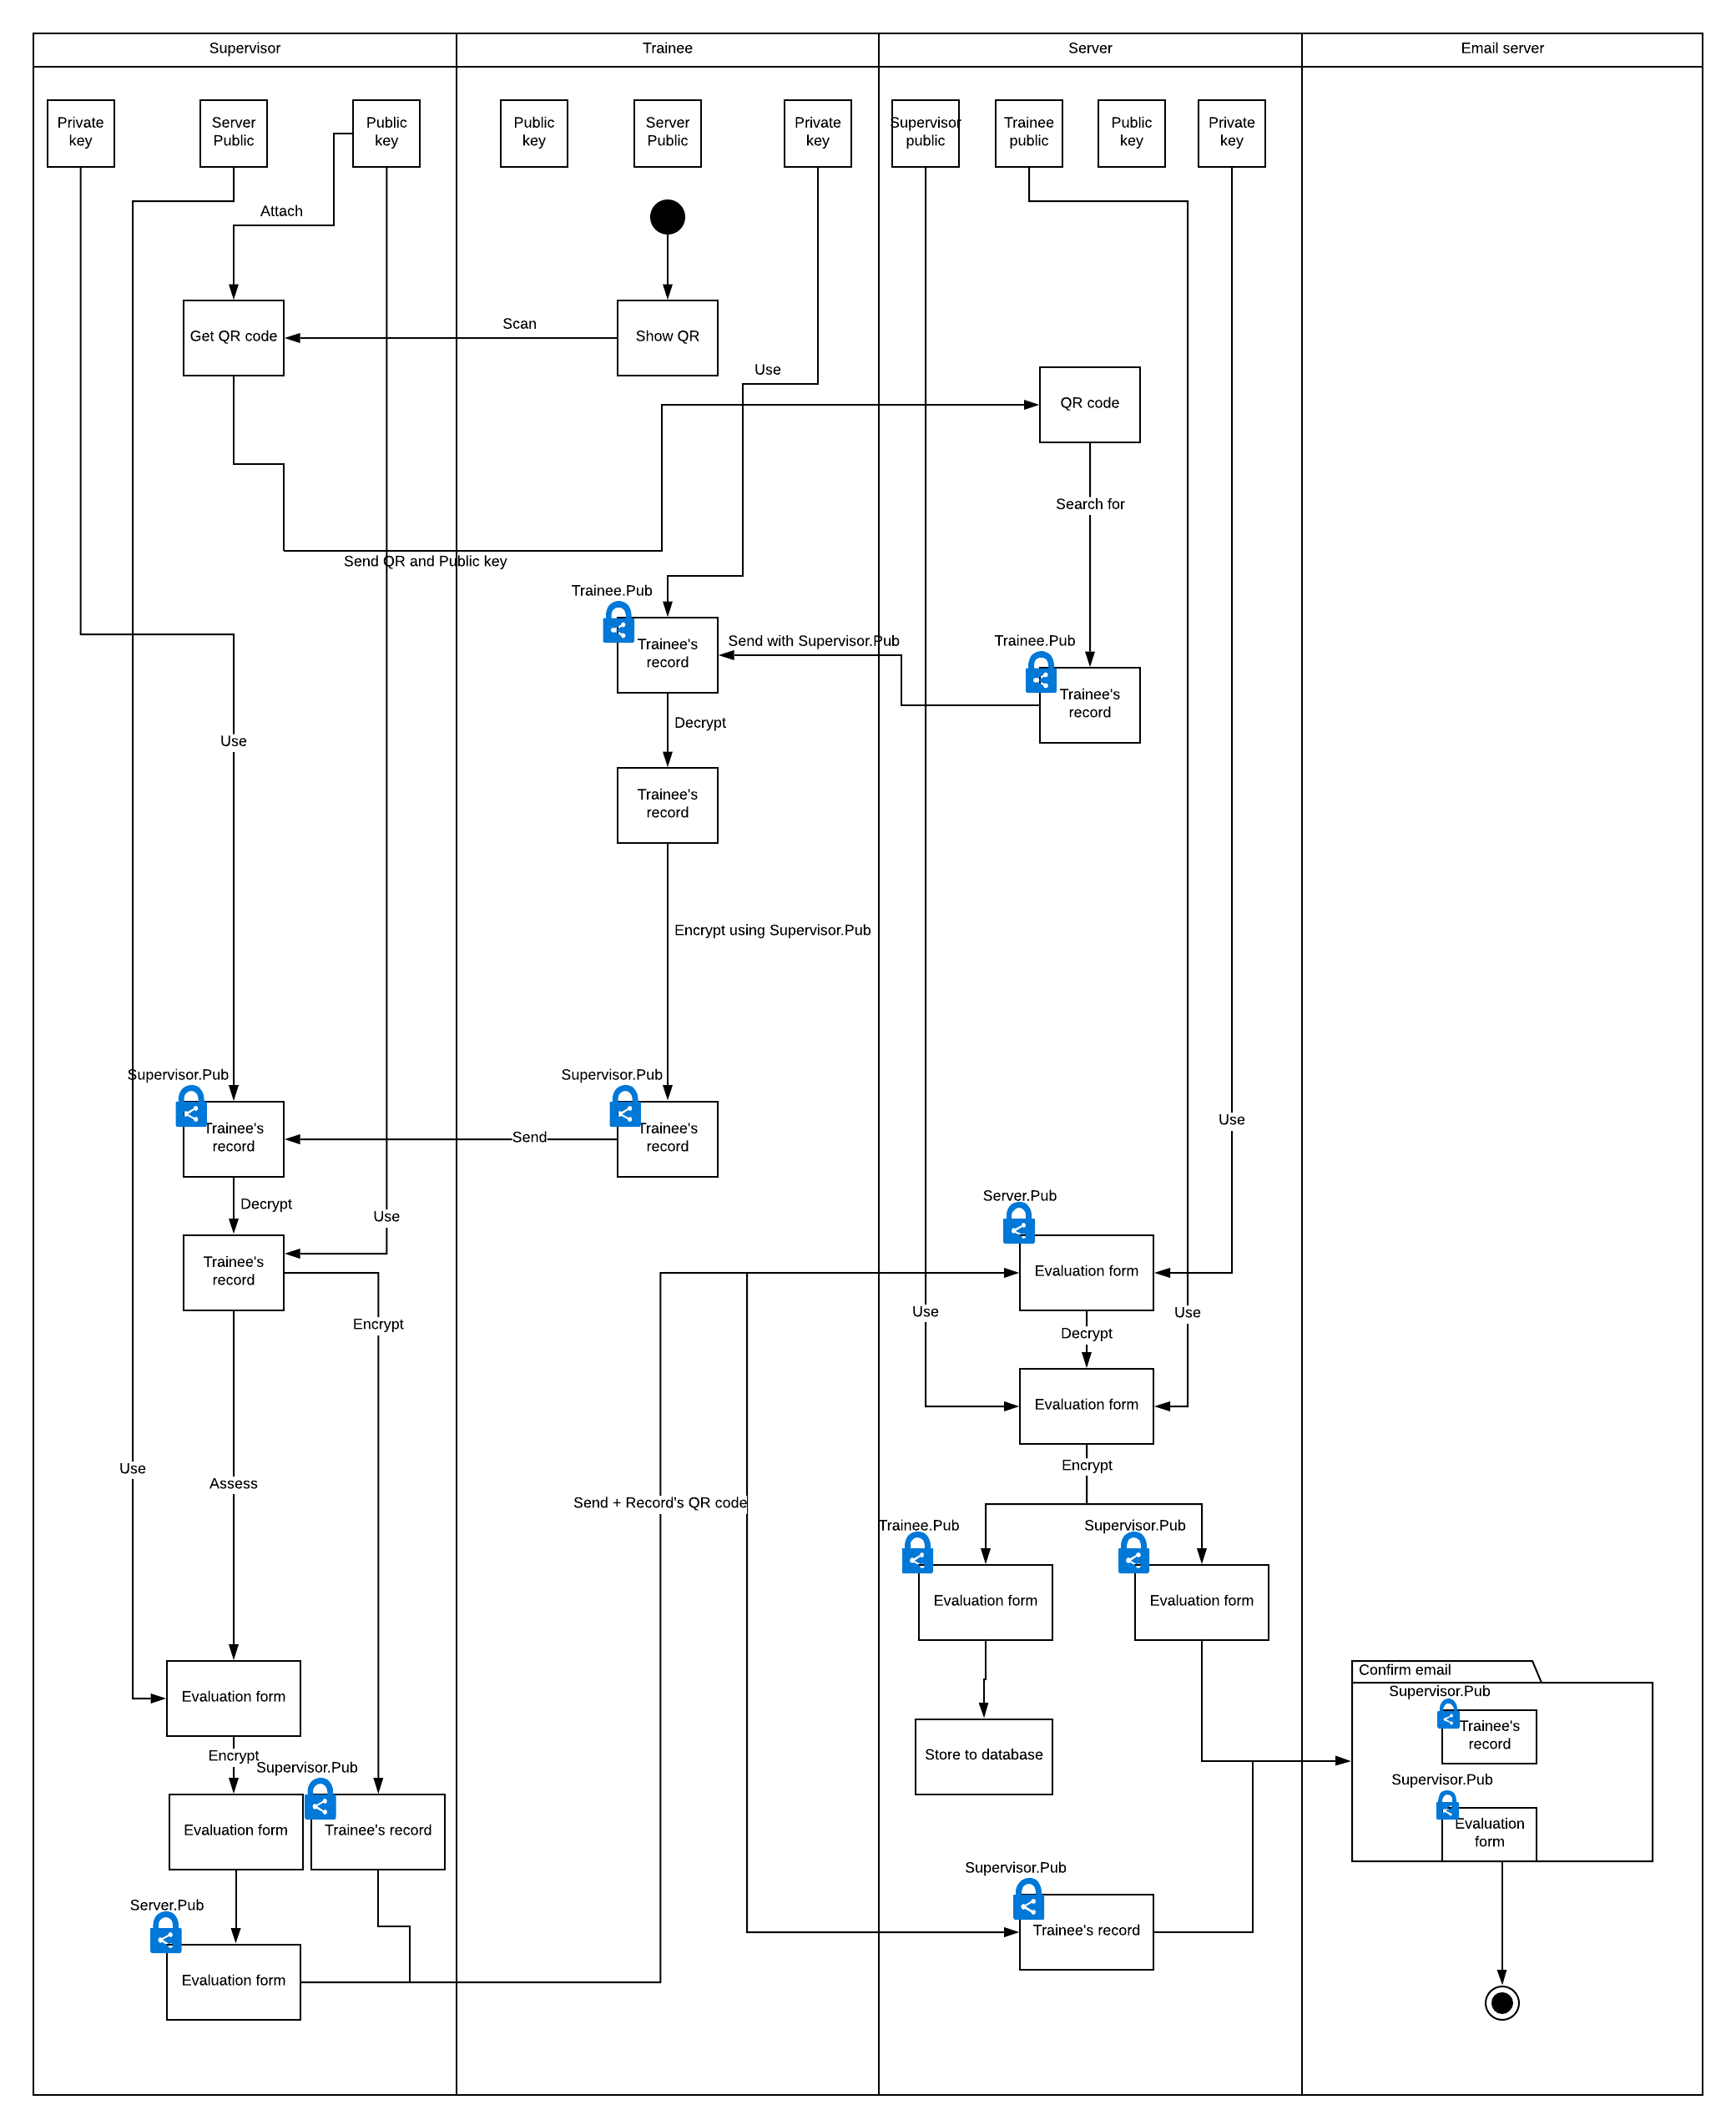 Supervisor
Trainee
Server
Email server
Private
key
Server
Public
Public
key
Public
key
Server
Public
Private
key
Supervisor
public
Trainee
public
Public
key
Private
key
Attach
Get QR code
Scan
Show QR
Use
QR code
Search for
Send QR and Public key
Trainee.Pub
Trainee's
record
Send with Supervisor.Pub
Trainee.Pub
Trainee's
record
Decrypt
Use
Trainee's
record
Encrypt using Supervisor.Pub
Supervisor.Pub
Trainee's
record
Send
Supervisor.Pub
Trainee's
record
Use
Decrypt
Use
Server.Pub
Trainee's
record
Evaluation form
Encrypt
Use
Use
Decrypt
Evaluation form
Use
Assess
Encrypt
Send + Record's QR code
Trainee.Pub
Supervisor.Pub
Evaluation form
Evaluation form
Evaluation form
Confirm email
Supervisor.Pub
Trainee's
record
Encrypt
Supervisor.Pub
Store to database
Supervisor.Pub
Evaluation
form
Evaluation form
Trainee's record
Supervisor.Pub
Server.Pub
Trainee's record
Evaluation form